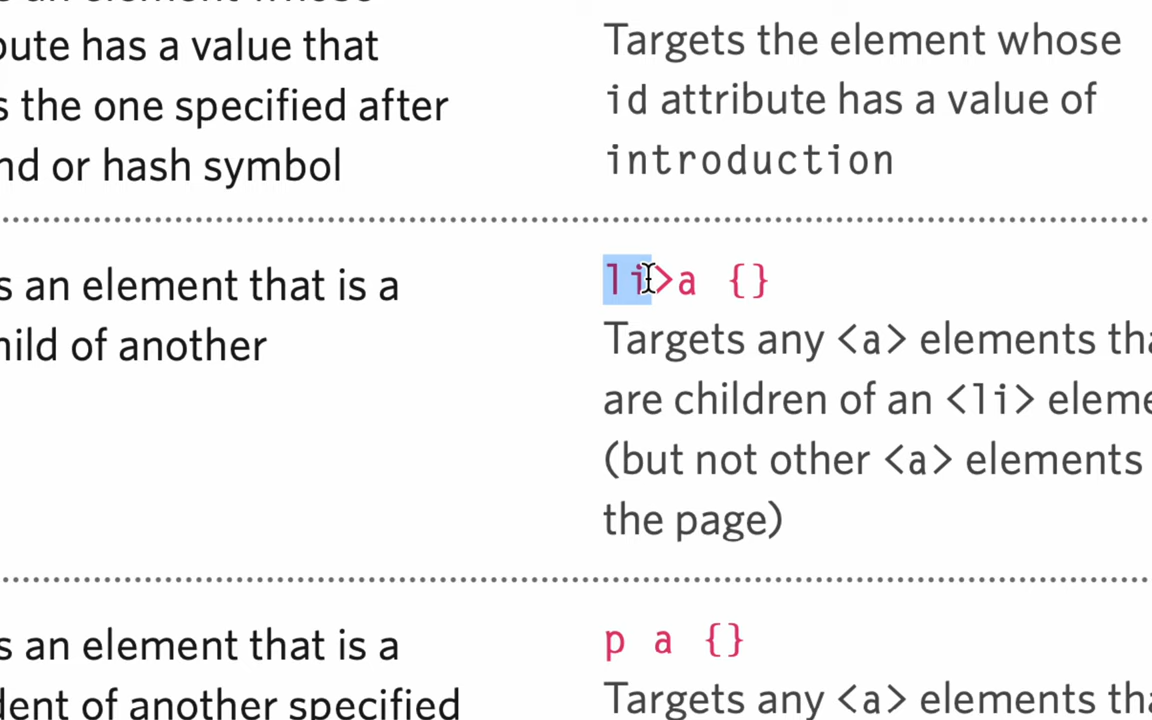 bute has a value that
s the one specified after
nd or hash symbol
Targets the element whose
id attribute has a value of
introduction
s an element that is a
hild of another
li>a {}
Targets any <a> elements tha
are children of an <li> eleme
(but not other <a> elements
the page)
s an element that is a
dent of another specified
p a {}
Targets any <a> elements tha